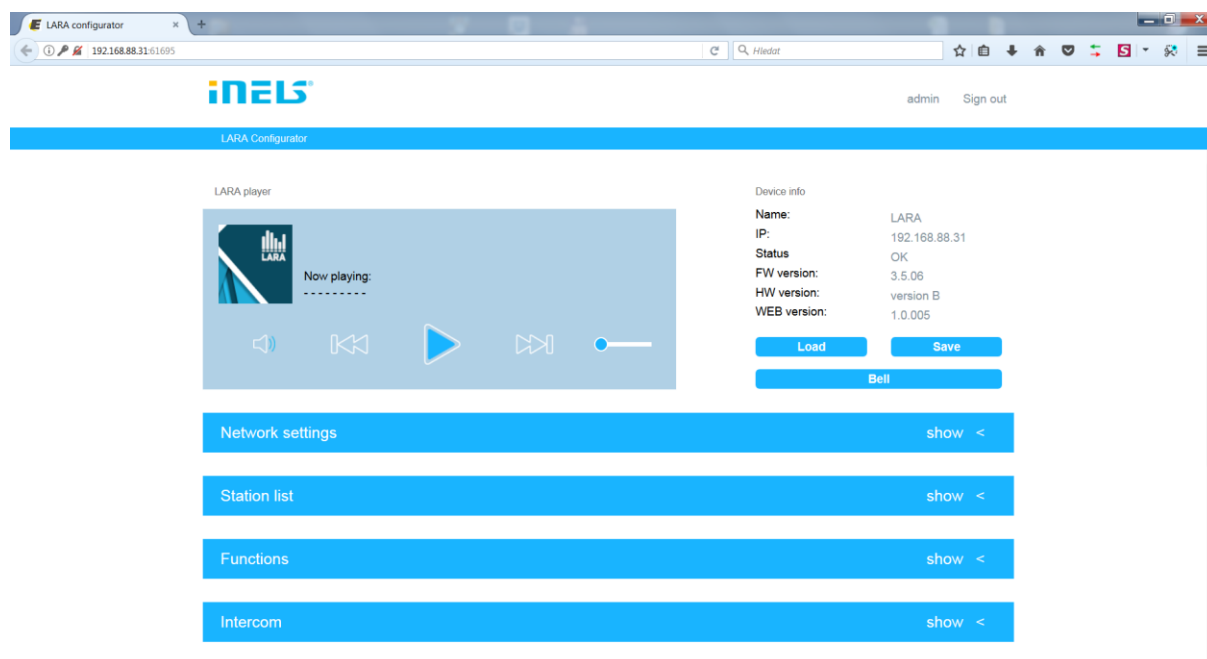 LARA configurator
192.168.88.31:61695
Hledat
iNELS
admin Sign out
LARA Configurator
LARA player
LARA
Now playing:
---------
Device info
Name: LARA
IP: 192.168.88.31
Status OK
FW version: 3.5.06
HW version: version B
WEB version: 1.0.005
Load Save
Bell
Network settings show <
Station list show <
Functions show <
Intercom show <